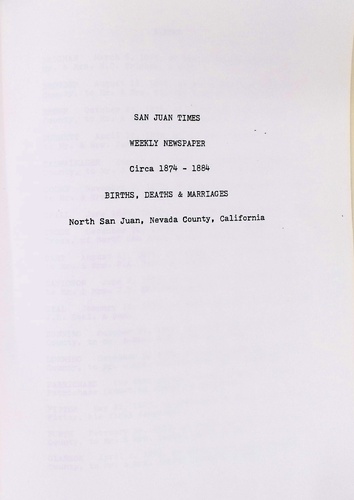 SAN JUAN TIMES
WEEKLY NEWSPAPER
Circa 1874 - 1884
BIRTHS, DEATHS & MARRIAGES
North San Juan, Nevada County, California